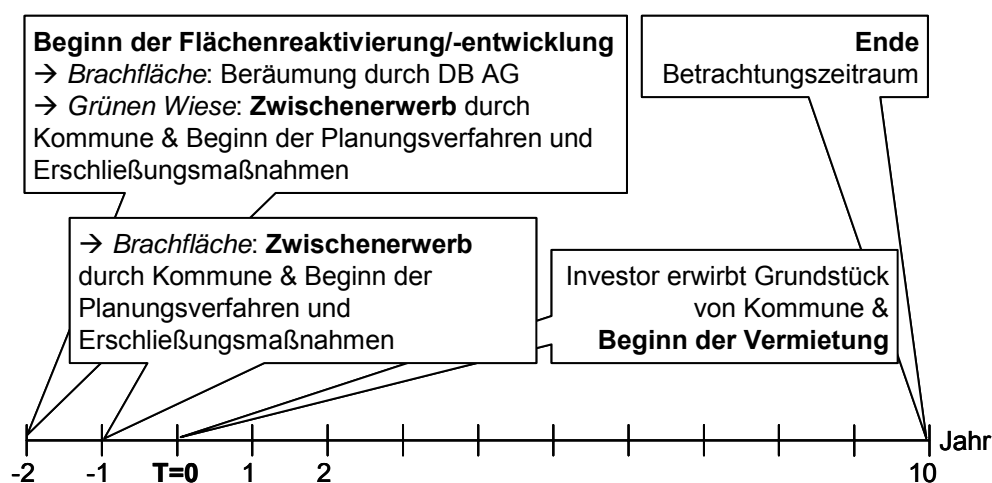 Beginn der Flächenreaktivierung/-entwicklung
→ Brachfläche: Beräumung durch DB AG
→ Grünen Wiese: Zwischenerwerb durch
Kommune & Beginn der Planungsverfahren und
Erschließungsmaßnahmen
Ende
Betrachtungszeitraum
→ Brachfläche: Zwischenerwerb
durch Kommune & Beginn der
Planungsverfahren und
Erschließungsmaßnahmen
Investor erwirbt Grundstück
von Kommune &
Beginn der Vermietung
Jahr
-2 -1 T=0 1 2 10